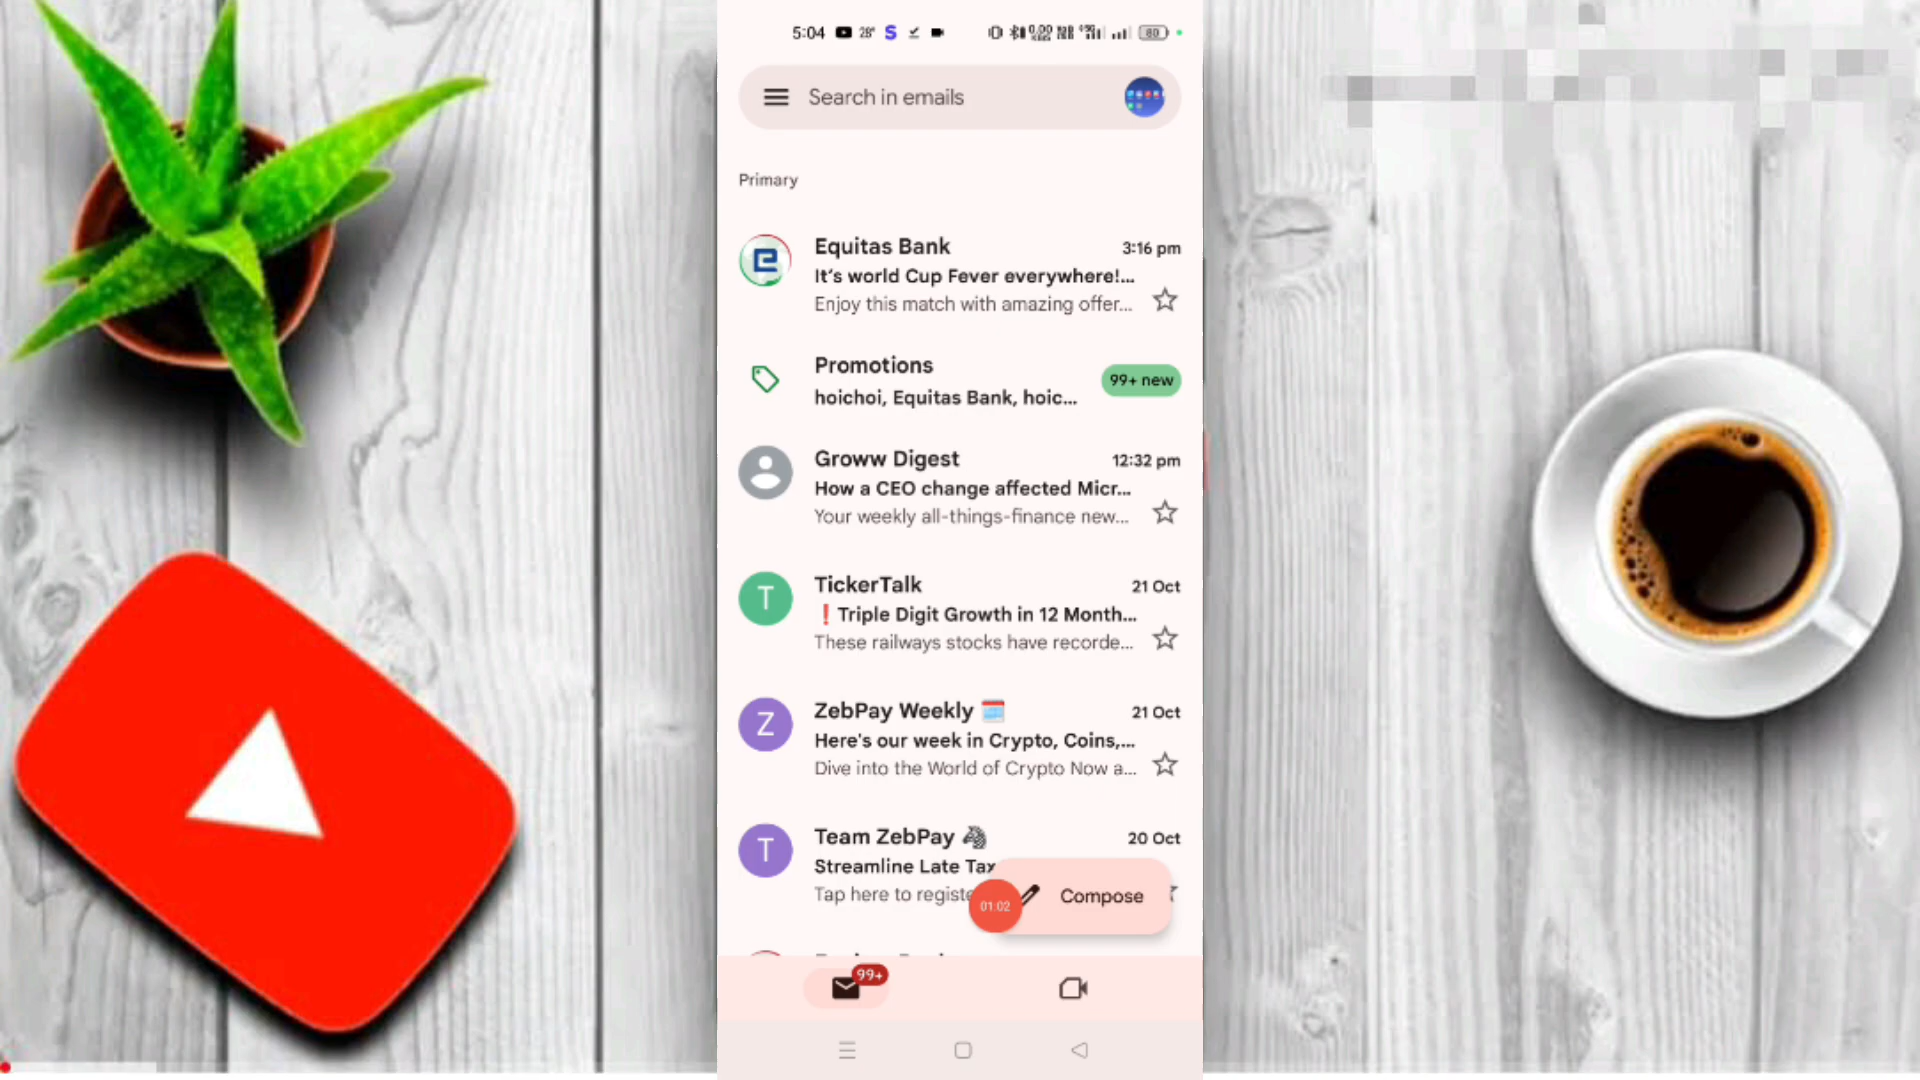 5:04 28° S 80
Search in emails
Primary
Equitas Bank 3:16 pm
It's world Cup Fever everywhere!...
Enjoy this match with amazing offer...
Promotions 99+ new
hoichoi, Equitas Bank, hoic...
Groww Digest 12:32 pm
How a CEO change affected Micr...
Your weekly all-things-finance new...
T TickerTalk 21 Oct
❗Triple Digit Growth in 12 Month...
These railways stocks have recorde...
Z ZebPay Weekly 🗓️ 21 Oct
Here's our week in Crypto, Coins,...
Dive into the World of Crypto Now a...
T Team ZebPay 🦓 20 Oct
Streamline Late Tax
Tap here to registe
01:02 Compose
99+